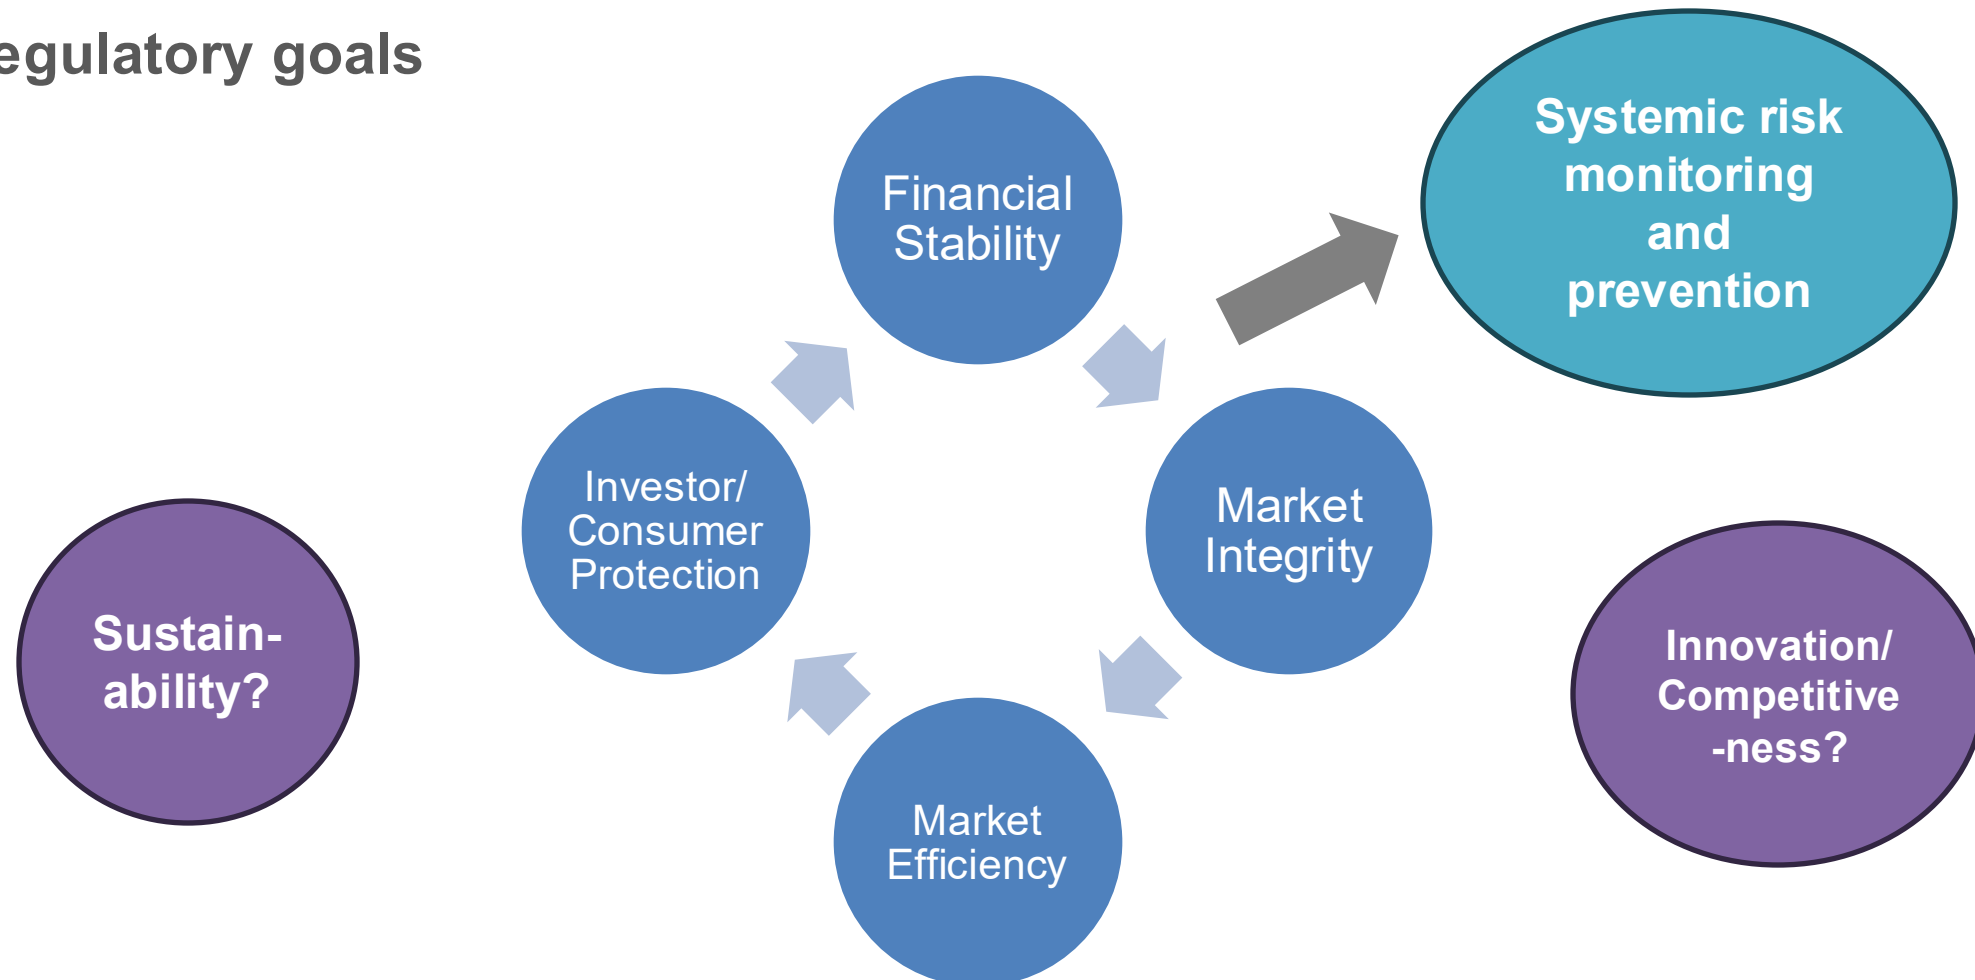 egulatory goals
Systemic risk
monitoring
and
prevention
Financial
Stability
Investor/
Consumer
Protection
Market
Integrity
Sustain-
ability?
Innovation/
Competitive
-ness?
Market
Efficiency